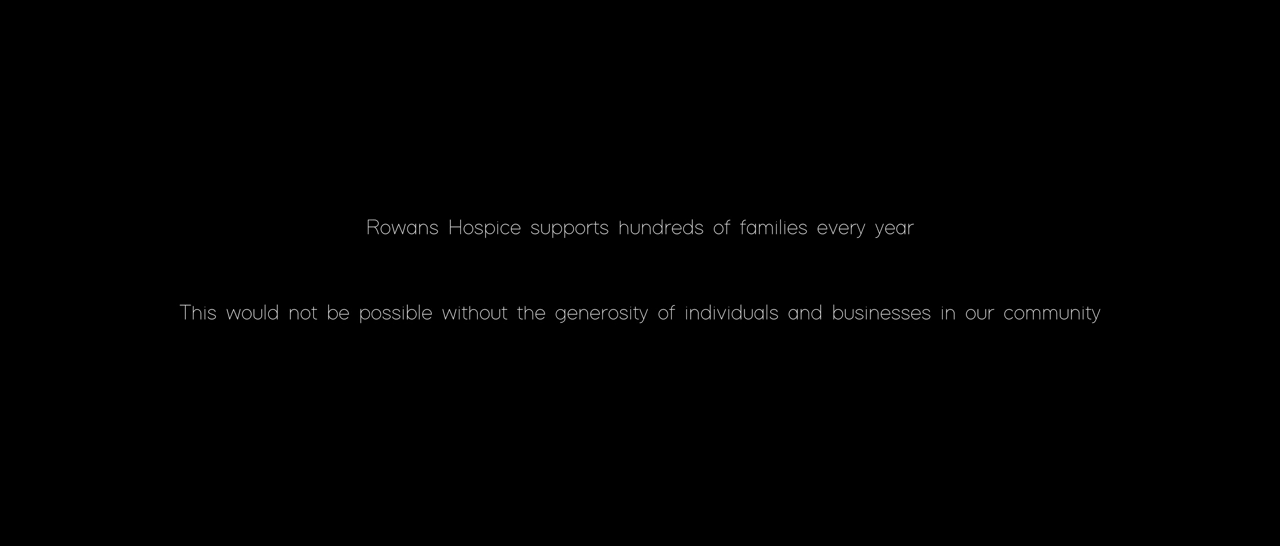 Rowans Hospice supports hundreds of families every year
This would not be possible without the generosity of individuals and businesses in our community